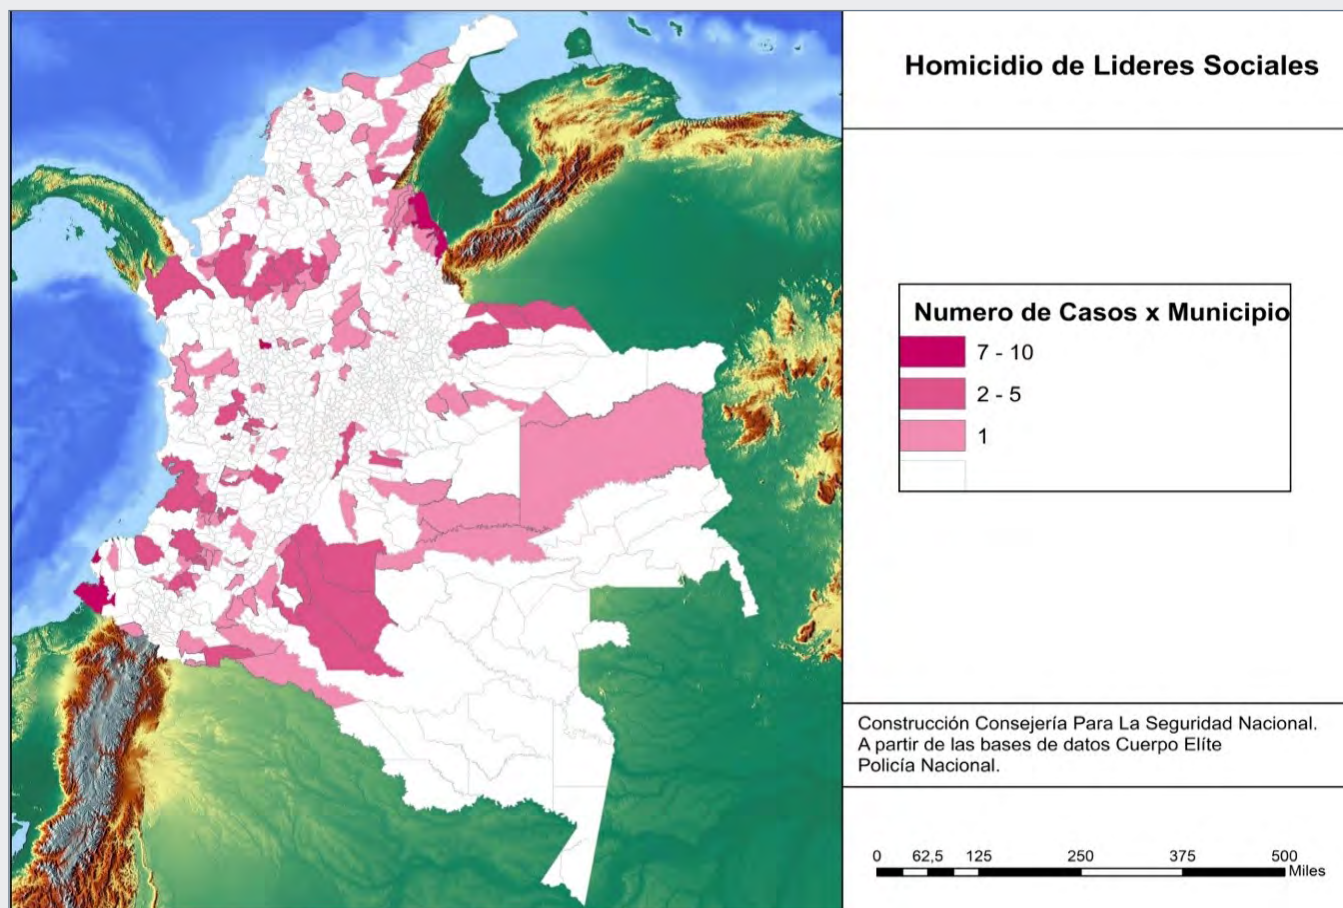 Homicidio de Lideres Sociales
Numero de Casos x Municipio
7 - 10
2 - 5
1
Construcción Consejería Para La Seguridad Nacional.
A partir de las bases de datos Cuerpo Elíte
Policía Nacional.
0 62,5 125 250 375 500
Miles